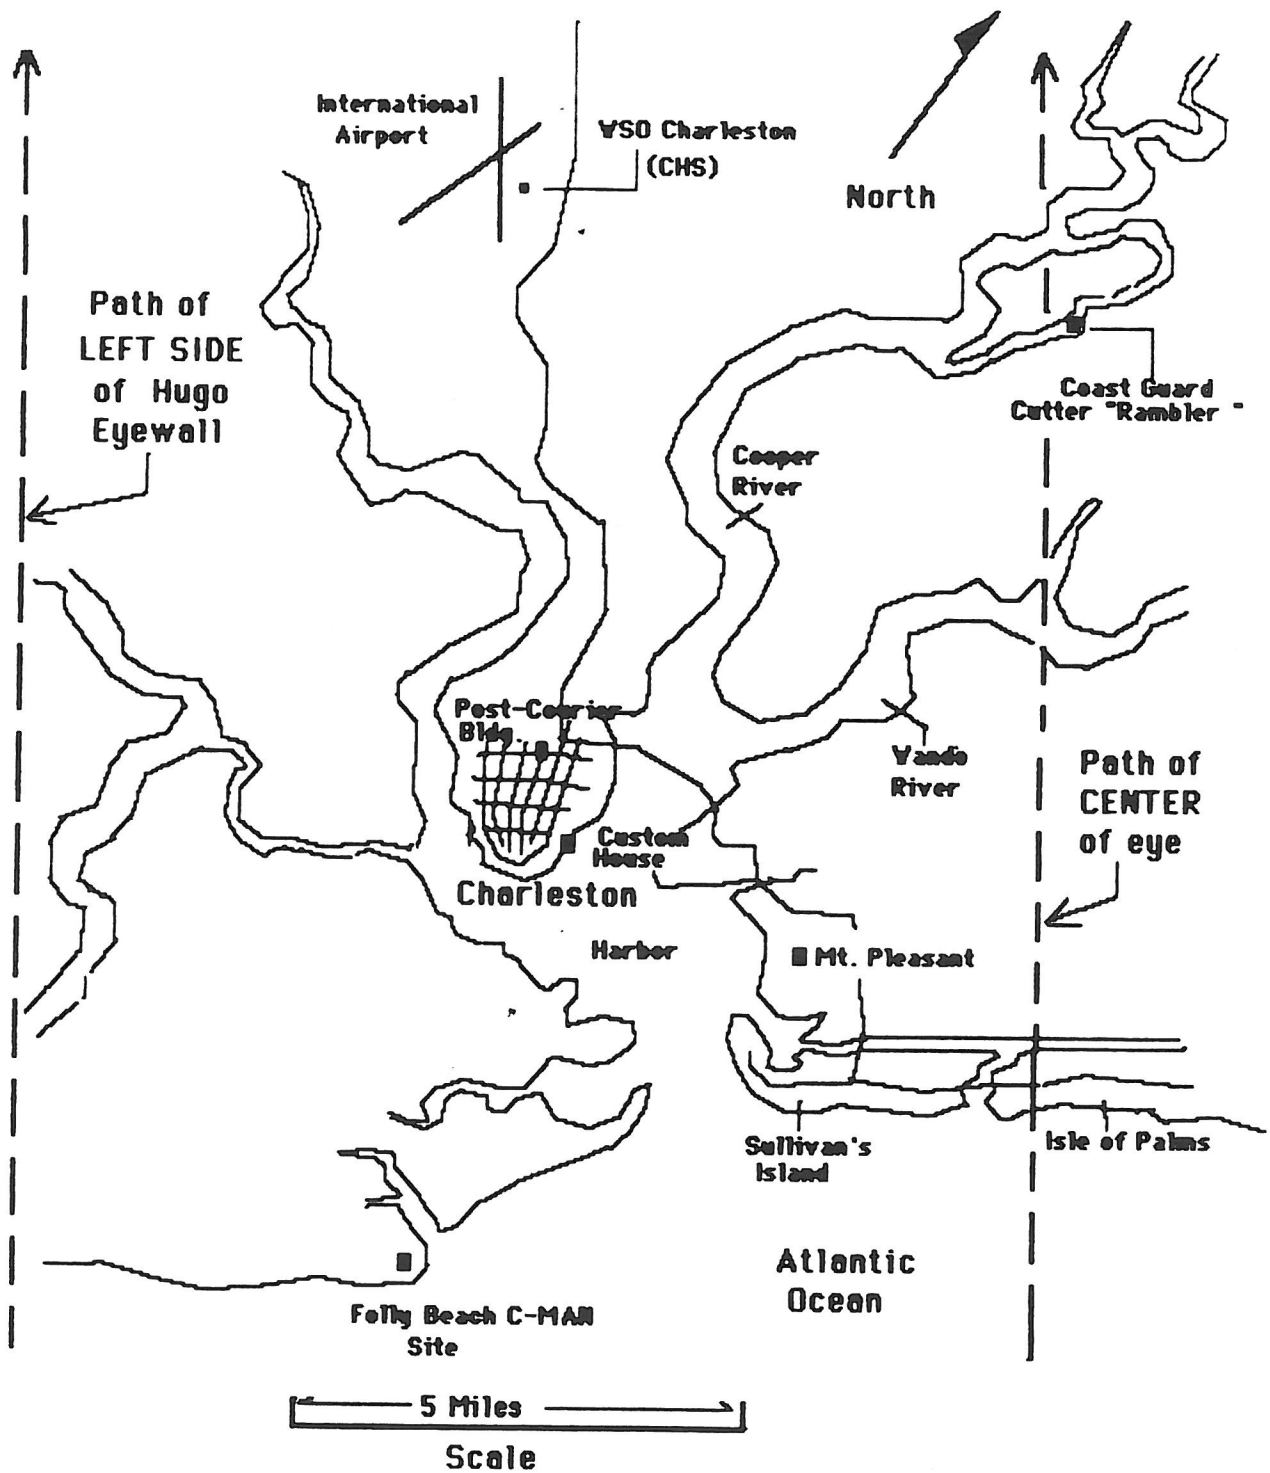 International
Airport
WSO Charleston
(CHS)
North
Path of
LEFT SIDE
of Hugo
Eyewall
Coast Guard
Cutter "Rambler"
Cooper
River
Post-Courier
Bldg.
Wando
River
Path of
CENTER
of eye
Custom
House
Charleston
Harbor
Mt. Pleasant
Sullivan's
Island
Isle of Palms
Atlantic
Ocean
Folly Beach C-MAN
Site
5 Miles
Scale